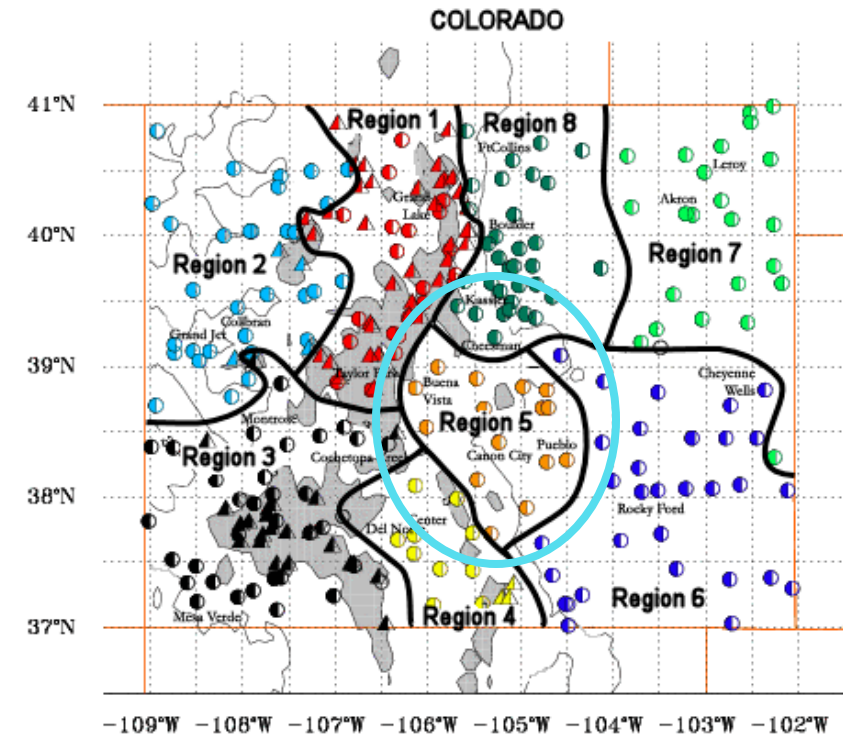 COLORADO
41°N
40°N
39°N
38°N
37°N
Region 1
Region 8
FtCollins
Grand
Lake
Leroy
Akron
Boulder
Region 7
Region 2
Kassler
Collbran
Grand Jct
Cheesman
Taylor Park
Buena
Vista
Cheyenne
Wells
Montrose
Region 5
Pueblo
Canon City
Region 3
Cochetopa Creek
Rocky Ford
Center
Del Norte
Mesa Verde
Region 4
Region 6
-109°W -108°W -107°W -106°W -105°W -104°W -103°W -102°W